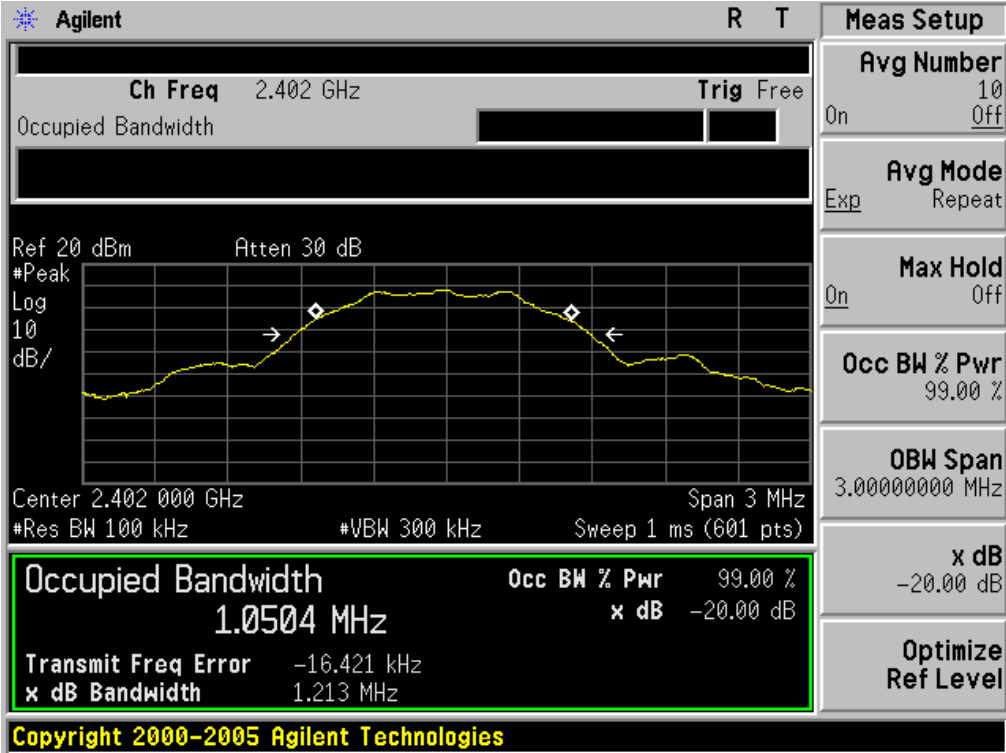 Agilent R T
Ch Freq 2.402 GHz Trig Free
Occupied Bandwidth
Ref 20 dBm Atten 30 dB
#Peak
Log
10
dB/
Center 2.402 000 GHz Span 3 MHz
#Res BW 100 kHz #VBW 300 kHz Sweep 1 ms (601 pts)
Occupied Bandwidth Occ BW % Pwr 99.00 %
1.0504 MHz x dB -20.00 dB
Transmit Freq Error -16.421 kHz
x dB Bandwidth 1.213 MHz
Copyright 2000-2005 Agilent Technologies
Meas Setup
Avg Number
10
On Off
Avg Mode
Exp Repeat
Max Hold
On Off
Occ BW % Pwr
99.00 %
OBW Span
3.00000000 MHz
x dB
-20.00 dB
Optimize
Ref Level